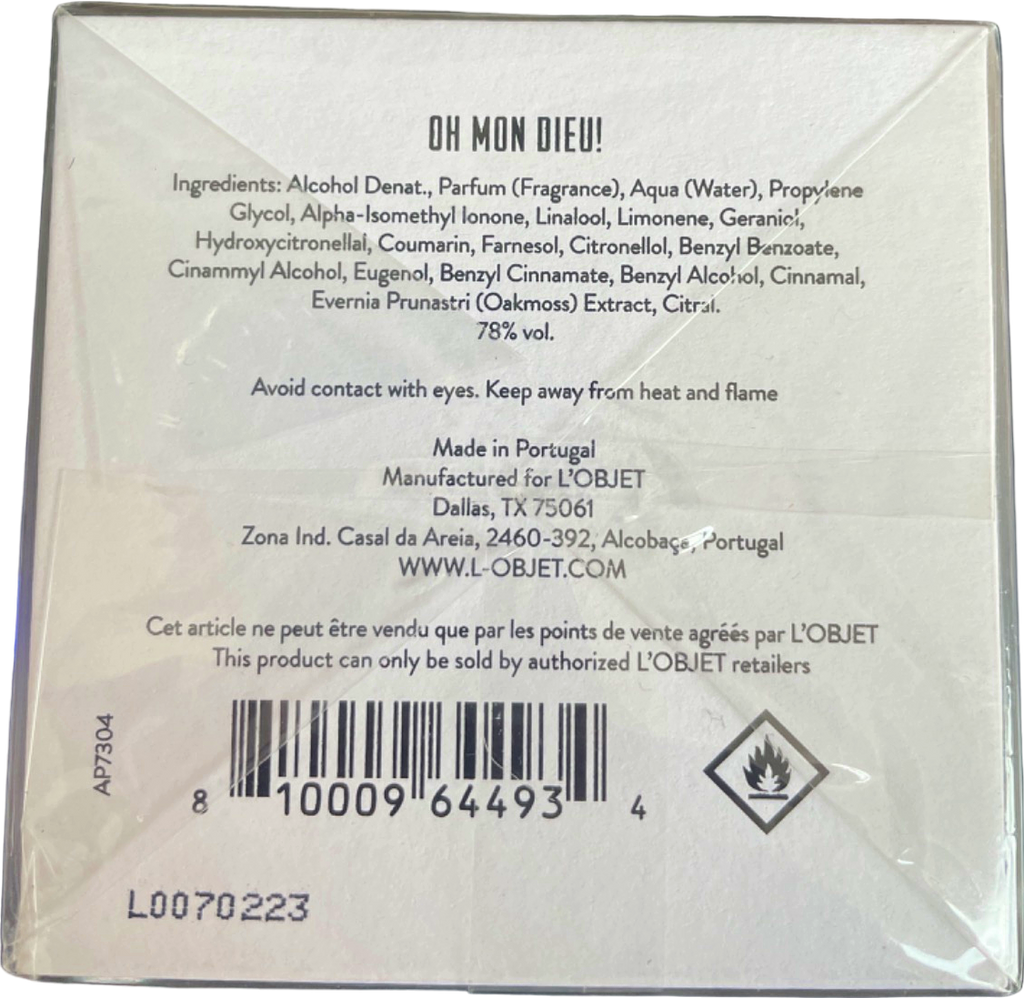 OH MON DIEU!
Ingredients: Alcohol Denat., Parfum (Fragrance), Aqua (Water), Propylene
Glycol, Alpha-Isomethyl Ionone, Linalool, Limonene, Geraniol,
Hydroxycitronellal, Coumarin, Farnesol, Citronellol, Benzyl Benzoate,
Cinammyl Alcohol, Eugenol, Benzyl Cinnamate, Benzyl Alcohol, Cinnamal,
Evernia Prunastri (Oakmoss) Extract, Citral.
78% vol.
Avoid contact with eyes. Keep away from heat and flame
Made in Portugal
Manufactured for L'OBJET
Dallas, TX 75061
Zona Ind. Casal da Areia, 2460-392, Alcobaça, Portugal
WWW.L-OBJET.COM
Cet article ne peut être vendu que par les points de vente agréés par L'OBJET
This product can only be sold by authorized L'OBJET retailers
AP7304
8 10009 64493 4
L0070223